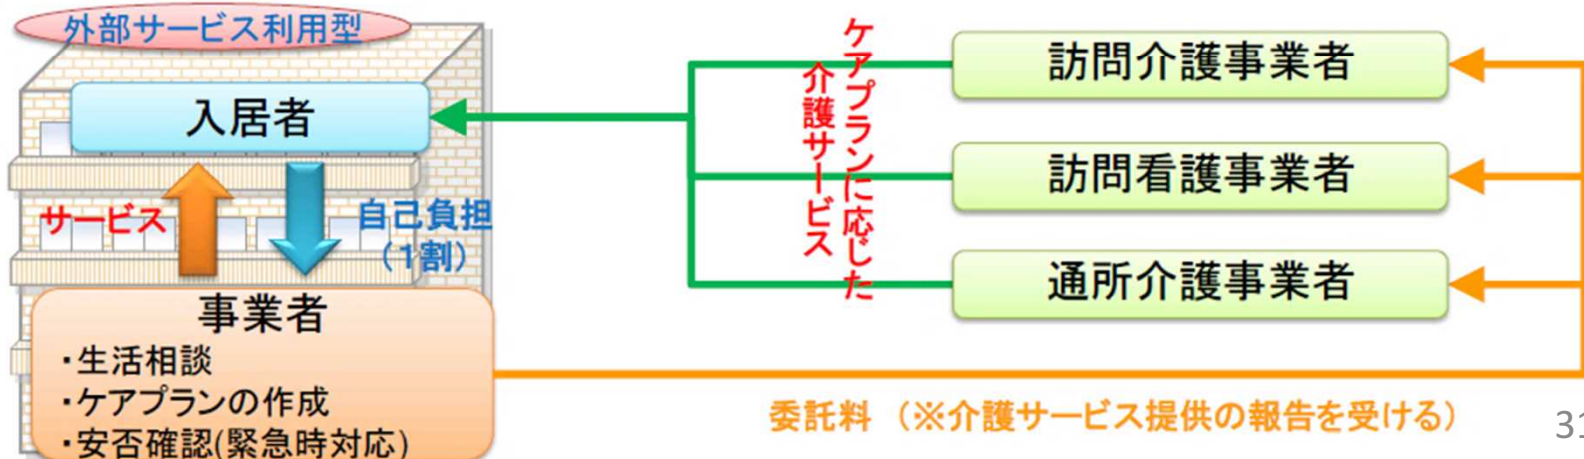 外部サービス利用型
入居者
サービス
自己負担
（1割）
事業者
・生活相談
・ケアプランの作成
・安否確認(緊急時対応)
ケアプランに応じた
介護サービス
訪問介護事業者
訪問看護事業者
通所介護事業者
委託料 （※介護サービス提供の報告を受ける）
31